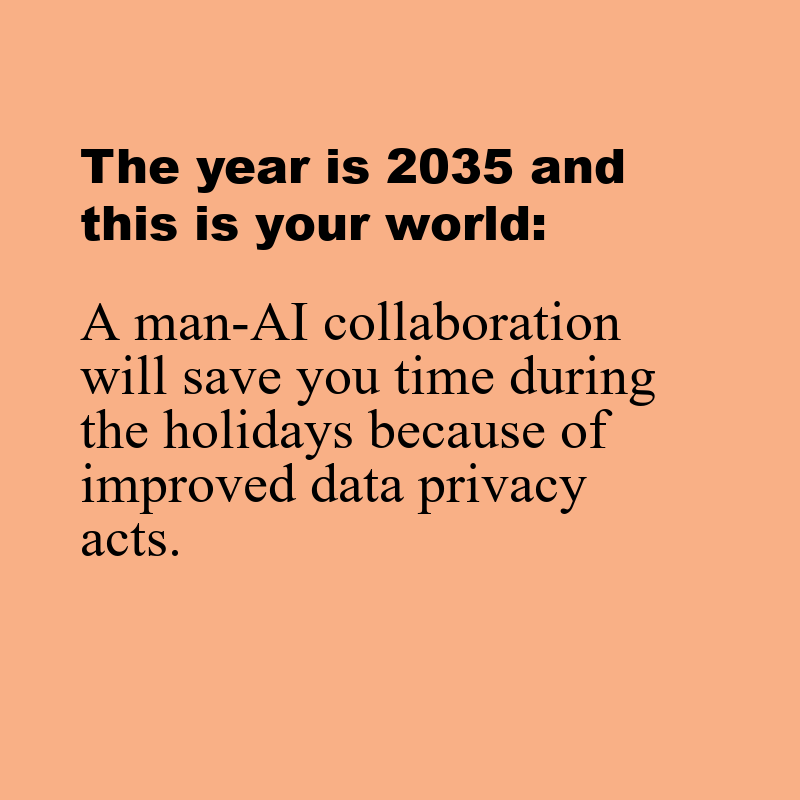 The year is 2035 and
this is your world:
A man-AI collaboration
will save you time during
the holidays because of
improved data privacy
acts.